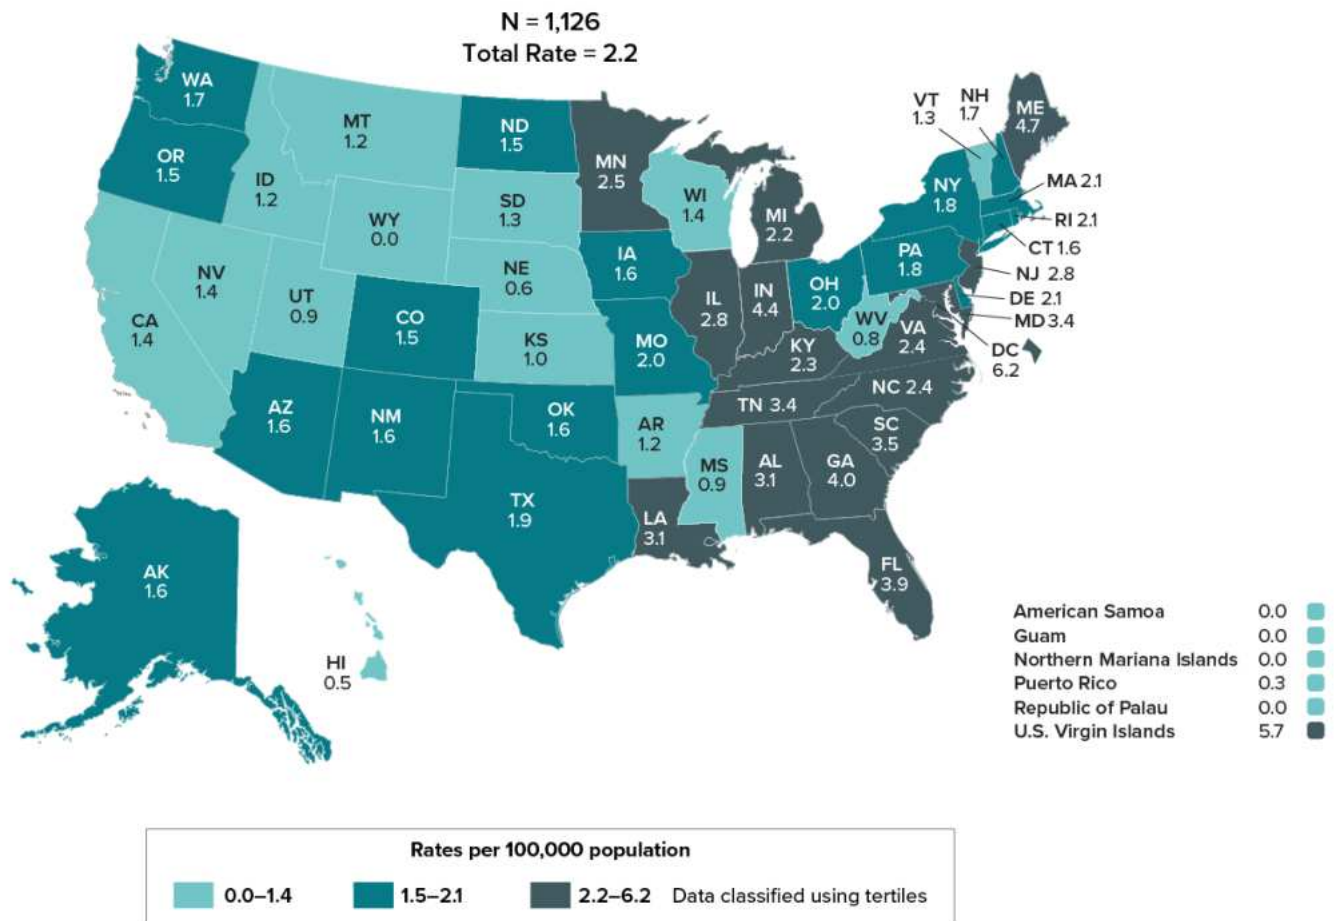 N = 1,126
Total Rate = 2.2
WA
1.7
OR
1.5
CA
1.4
NV
1.4
ID
1.2
MT
1.2
WY
0.0
UT
0.9
AZ
1.6
CO
1.5
NM
1.6
ND
1.5
SD
1.3
NE
0.6
KS
1.0
OK
1.6
TX
1.9
MN
2.5
IA
1.6
MO
2.0
AR
1.2
LA
3.1
WI
1.4
IL
2.8
MI
2.2
IN
4.4
OH
2.0
KY
2.3
TN 3.4
MS
0.9
AL
3.1
GA
4.0
FL
3.9
SC
3.5
NC 2.4
VA
2.4
WV
0.8
PA
1.8
NY
1.8
VT
1.3
NH
1.7
ME
4.7
MA 2.1
RI 2.1
CT 1.6
NJ 2.8
DE 2.1
MD 3.4
DC
6.2
AK
1.6
HI
0.5
American Samoa 0.0
Guam 0.0
Northern Mariana Islands 0.0
Puerto Rico 0.3
Republic of Palau 0.0
U.S. Virgin Islands 5.7
Rates per 100,000 population
0.0–1.4 1.5–2.1 2.2–6.2 Data classified using tertiles